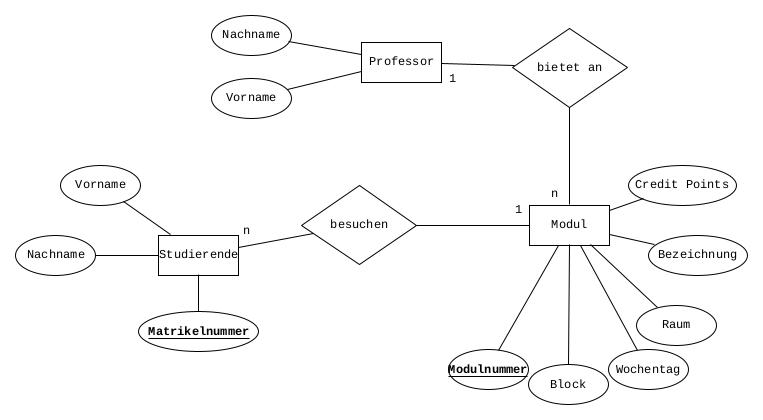 Nachname
Professor
bietet an
1
Vorname
Vorname
Credit Points
n
1
Modul
besuchen
n
Nachname
Studierende
Bezeichnung
Raum
Matrikelnummer
Modulnummer
Block
Wochentag